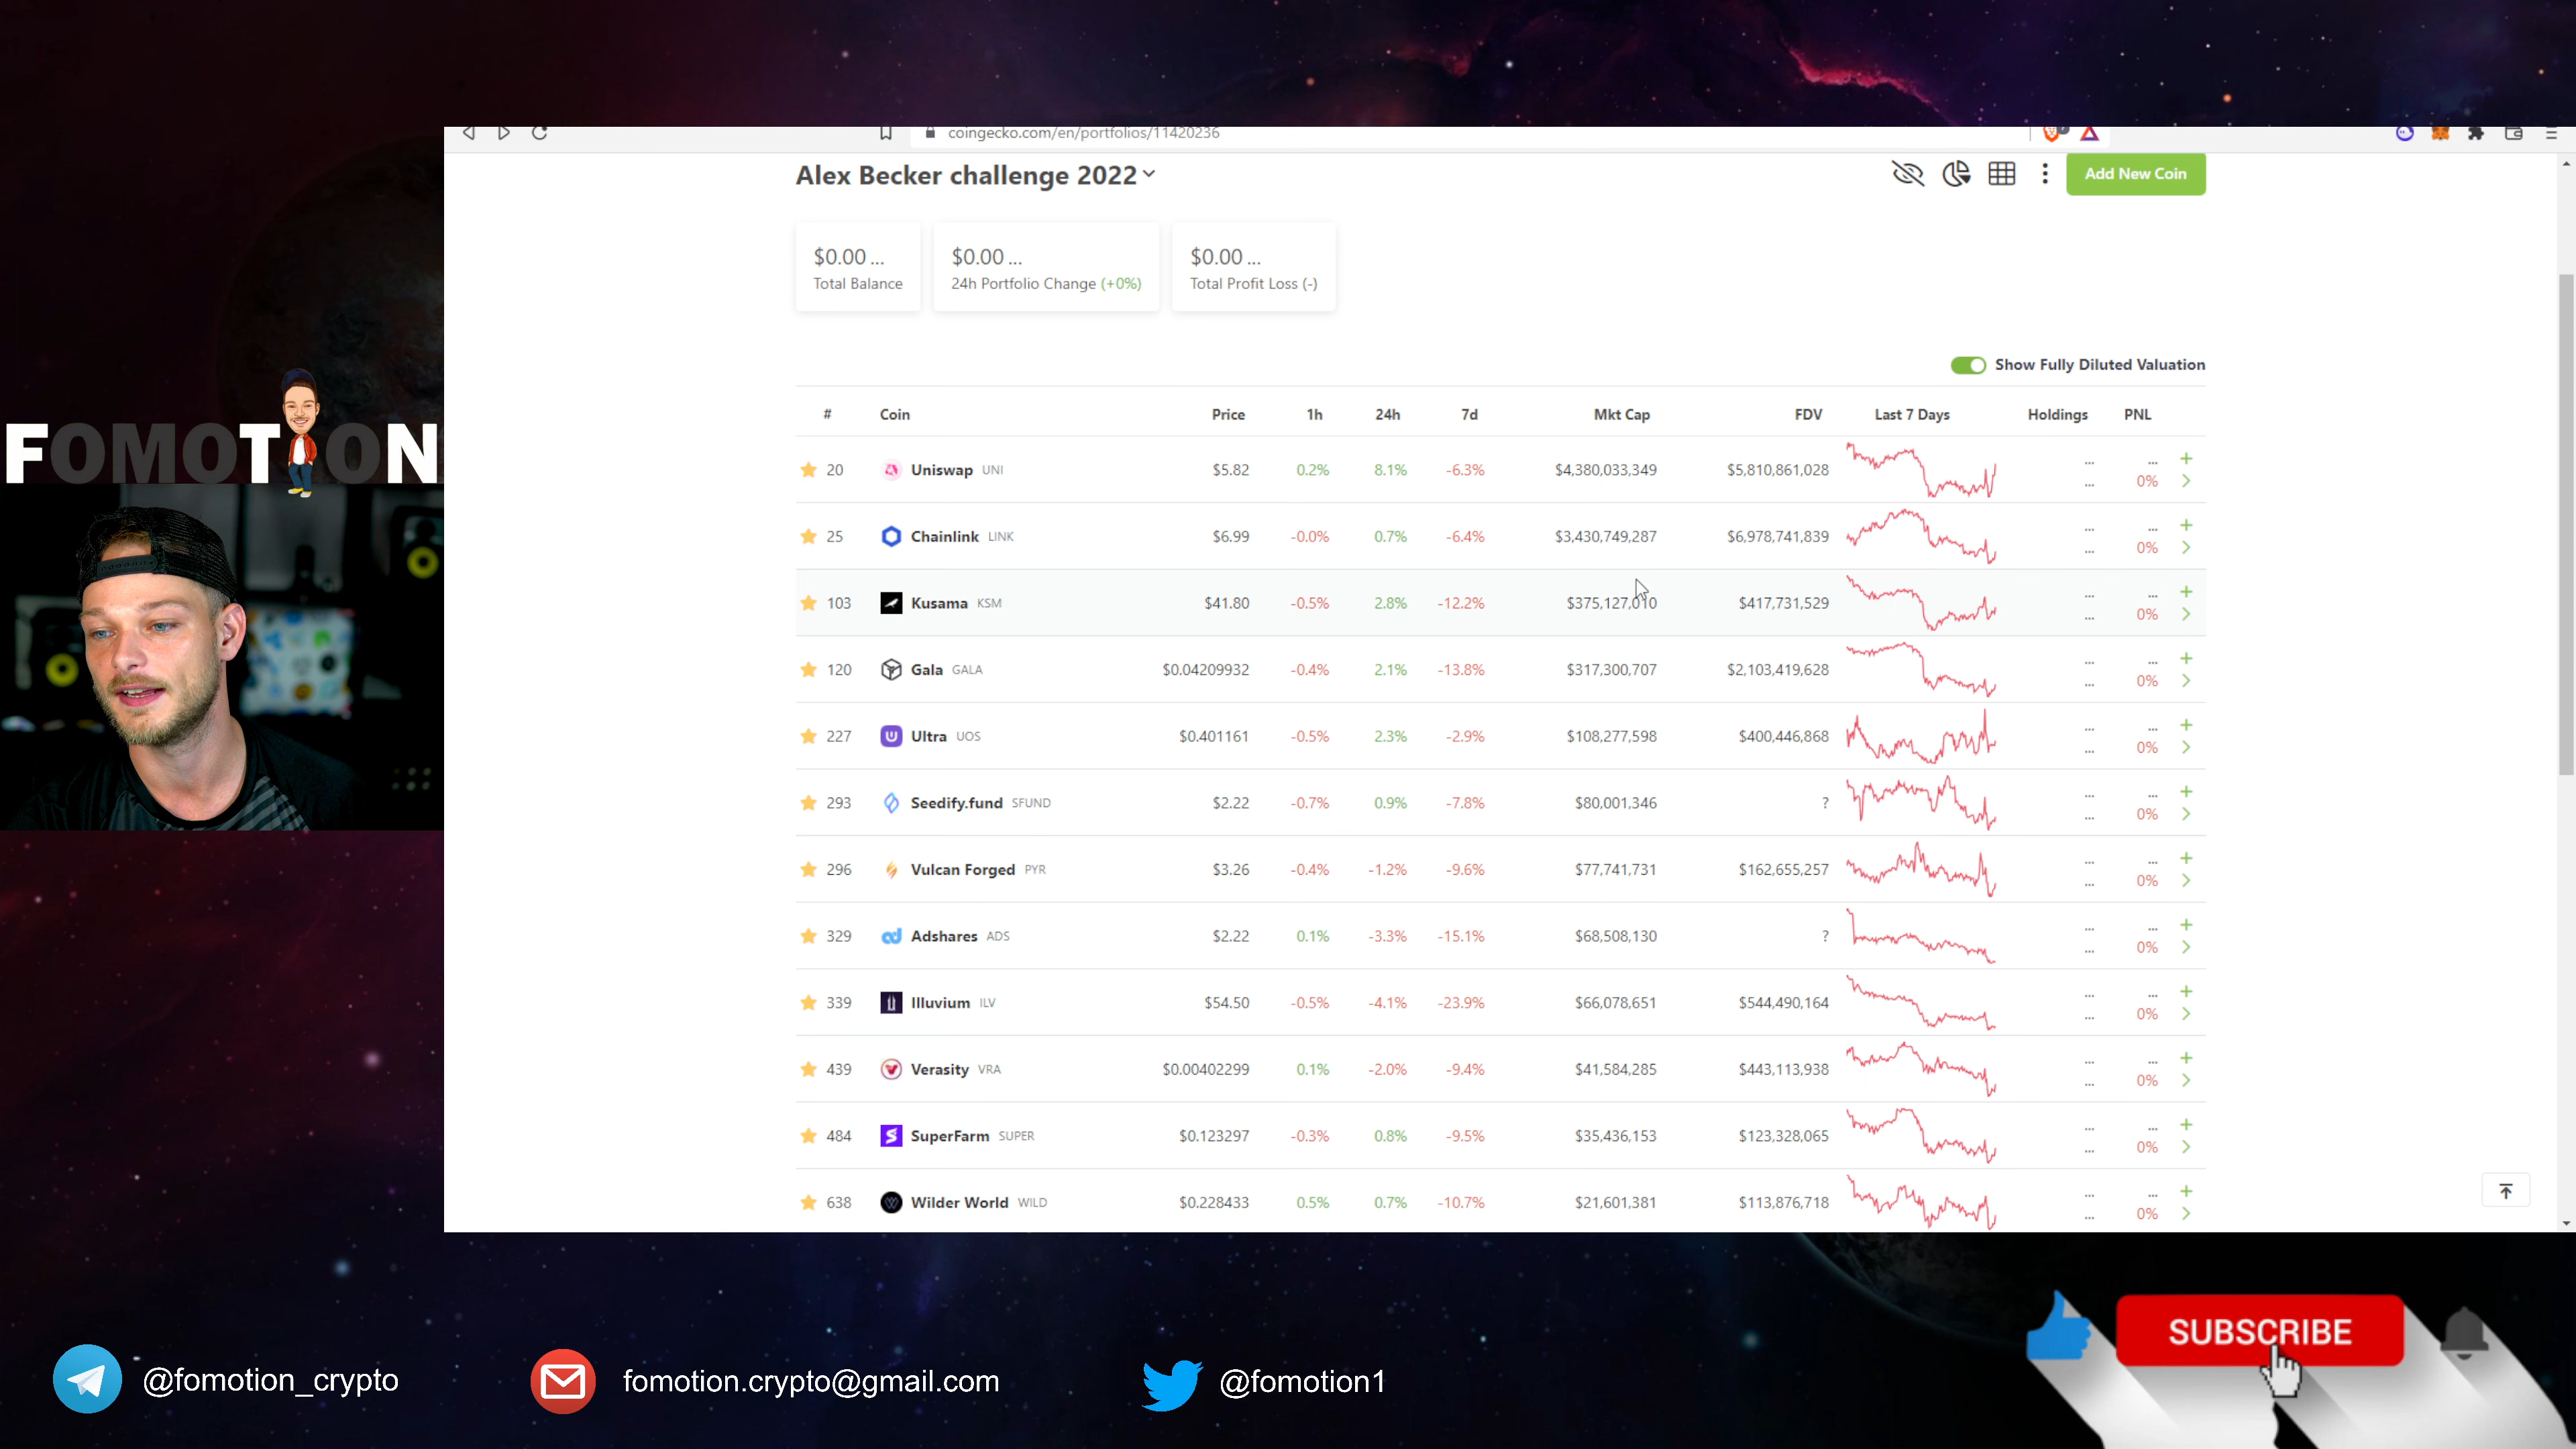 coingecko.com/en/portfolios/11420236
Alex Becker challenge 2022
Add New Coin
$0.00 ...
Total Balance
$0.00 ...
24h Portfolio Change (+0%)
$0.00 ...
Total Profit Loss (-)
Show Fully Diluted Valuation
# Coin Price 1h 24h 7d Mkt Cap FDV Last 7 Days Holdings PNL
20 Uniswap UNI $5.82 0.2% 8.1% -6.3% $4,380,033,349 $5,810,861,028 ... ... ... 0%
25 Chainlink LINK $6.99 -0.0% 0.7% -6.4% $3,430,749,287 $6,978,741,839 ... ... ... 0%
103 Kusama KSM $41.80 -0.5% 2.8% -12.2% $375,127,010 $417,731,529 ... ... ... 0%
120 Gala GALA $0.04209932 -0.4% 2.1% -13.8% $317,300,707 $2,103,419,628 ... ... ... 0%
227 Ultra UOS $0.401161 -0.5% 2.3% -2.9% $108,277,598 $400,446,868 ... ... ... 0%
293 Seedify.fund SFUND $2.22 -0.7% 0.9% -7.8% $80,001,346 ? ... ... ... 0%
296 Vulcan Forged PYR $3.26 -0.4% -1.2% -9.6% $77,741,731 $162,655,257 ... ... ... 0%
329 Adshares ADS $2.22 0.1% -3.3% -15.1% $68,508,130 ? ... ... ... 0%
339 Illuvium ILV $54.50 -0.5% -4.1% -23.9% $66,078,651 $544,490,164 ... ... ... 0%
439 Verasity VRA $0.00402299 0.1% -2.0% -9.4% $41,584,285 $443,113,938 ... ... ... 0%
484 SuperFarm SUPER $0.123297 -0.3% 0.8% -9.5% $35,436,153 $123,328,065 ... ... ... 0%
638 Wilder World WILD $0.228433 0.5% 0.7% -10.7% $21,601,381 $113,876,718 ... ... ... 0%
FOMOTION
@fomotion_crypto
fomotion.crypto@gmail.com
@fomotion1
SUBSCRIBE